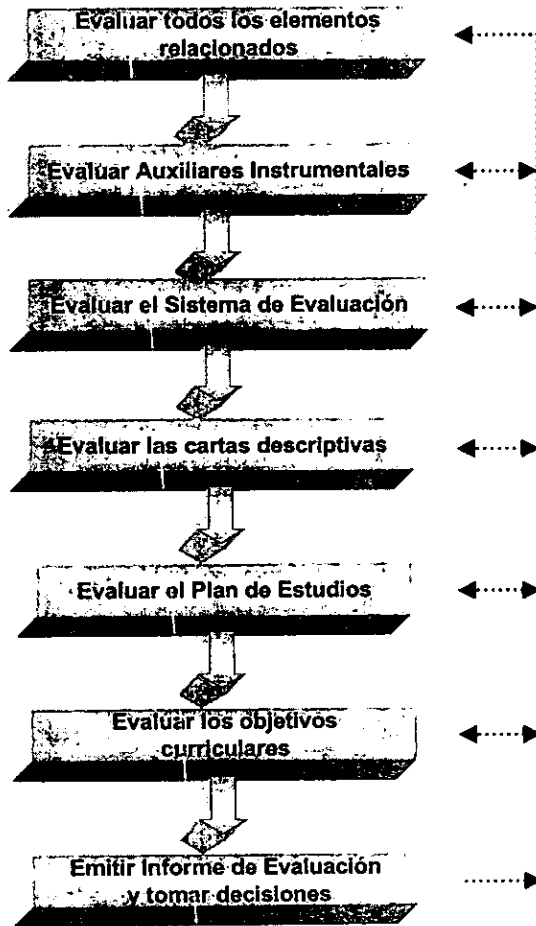 Evaluar todos los elementos
relacionados
Evaluar Auxiliares Instrumentales
Evaluar el Sistema de Evaluación
Evaluar las cartas descriptivas
Evaluar el Plan de Estudios
Evaluar los objetivos
curriculares
Emitir Informe de Evaluación
y tomar decisiones